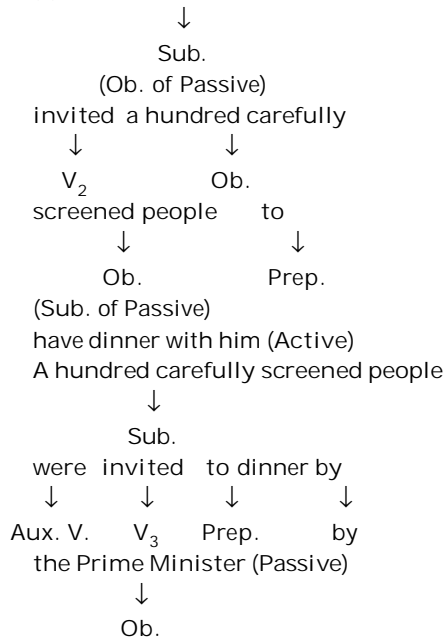 ↓
Sub.
(Ob. of Passive)
invited a hundred carefully
↓ ↓
V₂ Ob.
screened people to
↓ ↓
Ob. Prep.
(Sub. of Passive)
have dinner with him (Active)
A hundred carefully screened people
↓
Sub.
were invited to dinner by
↓ ↓ ↓ ↓
Aux. V. V₃ Prep. by
the Prime Minister (Passive)
↓
Ob.